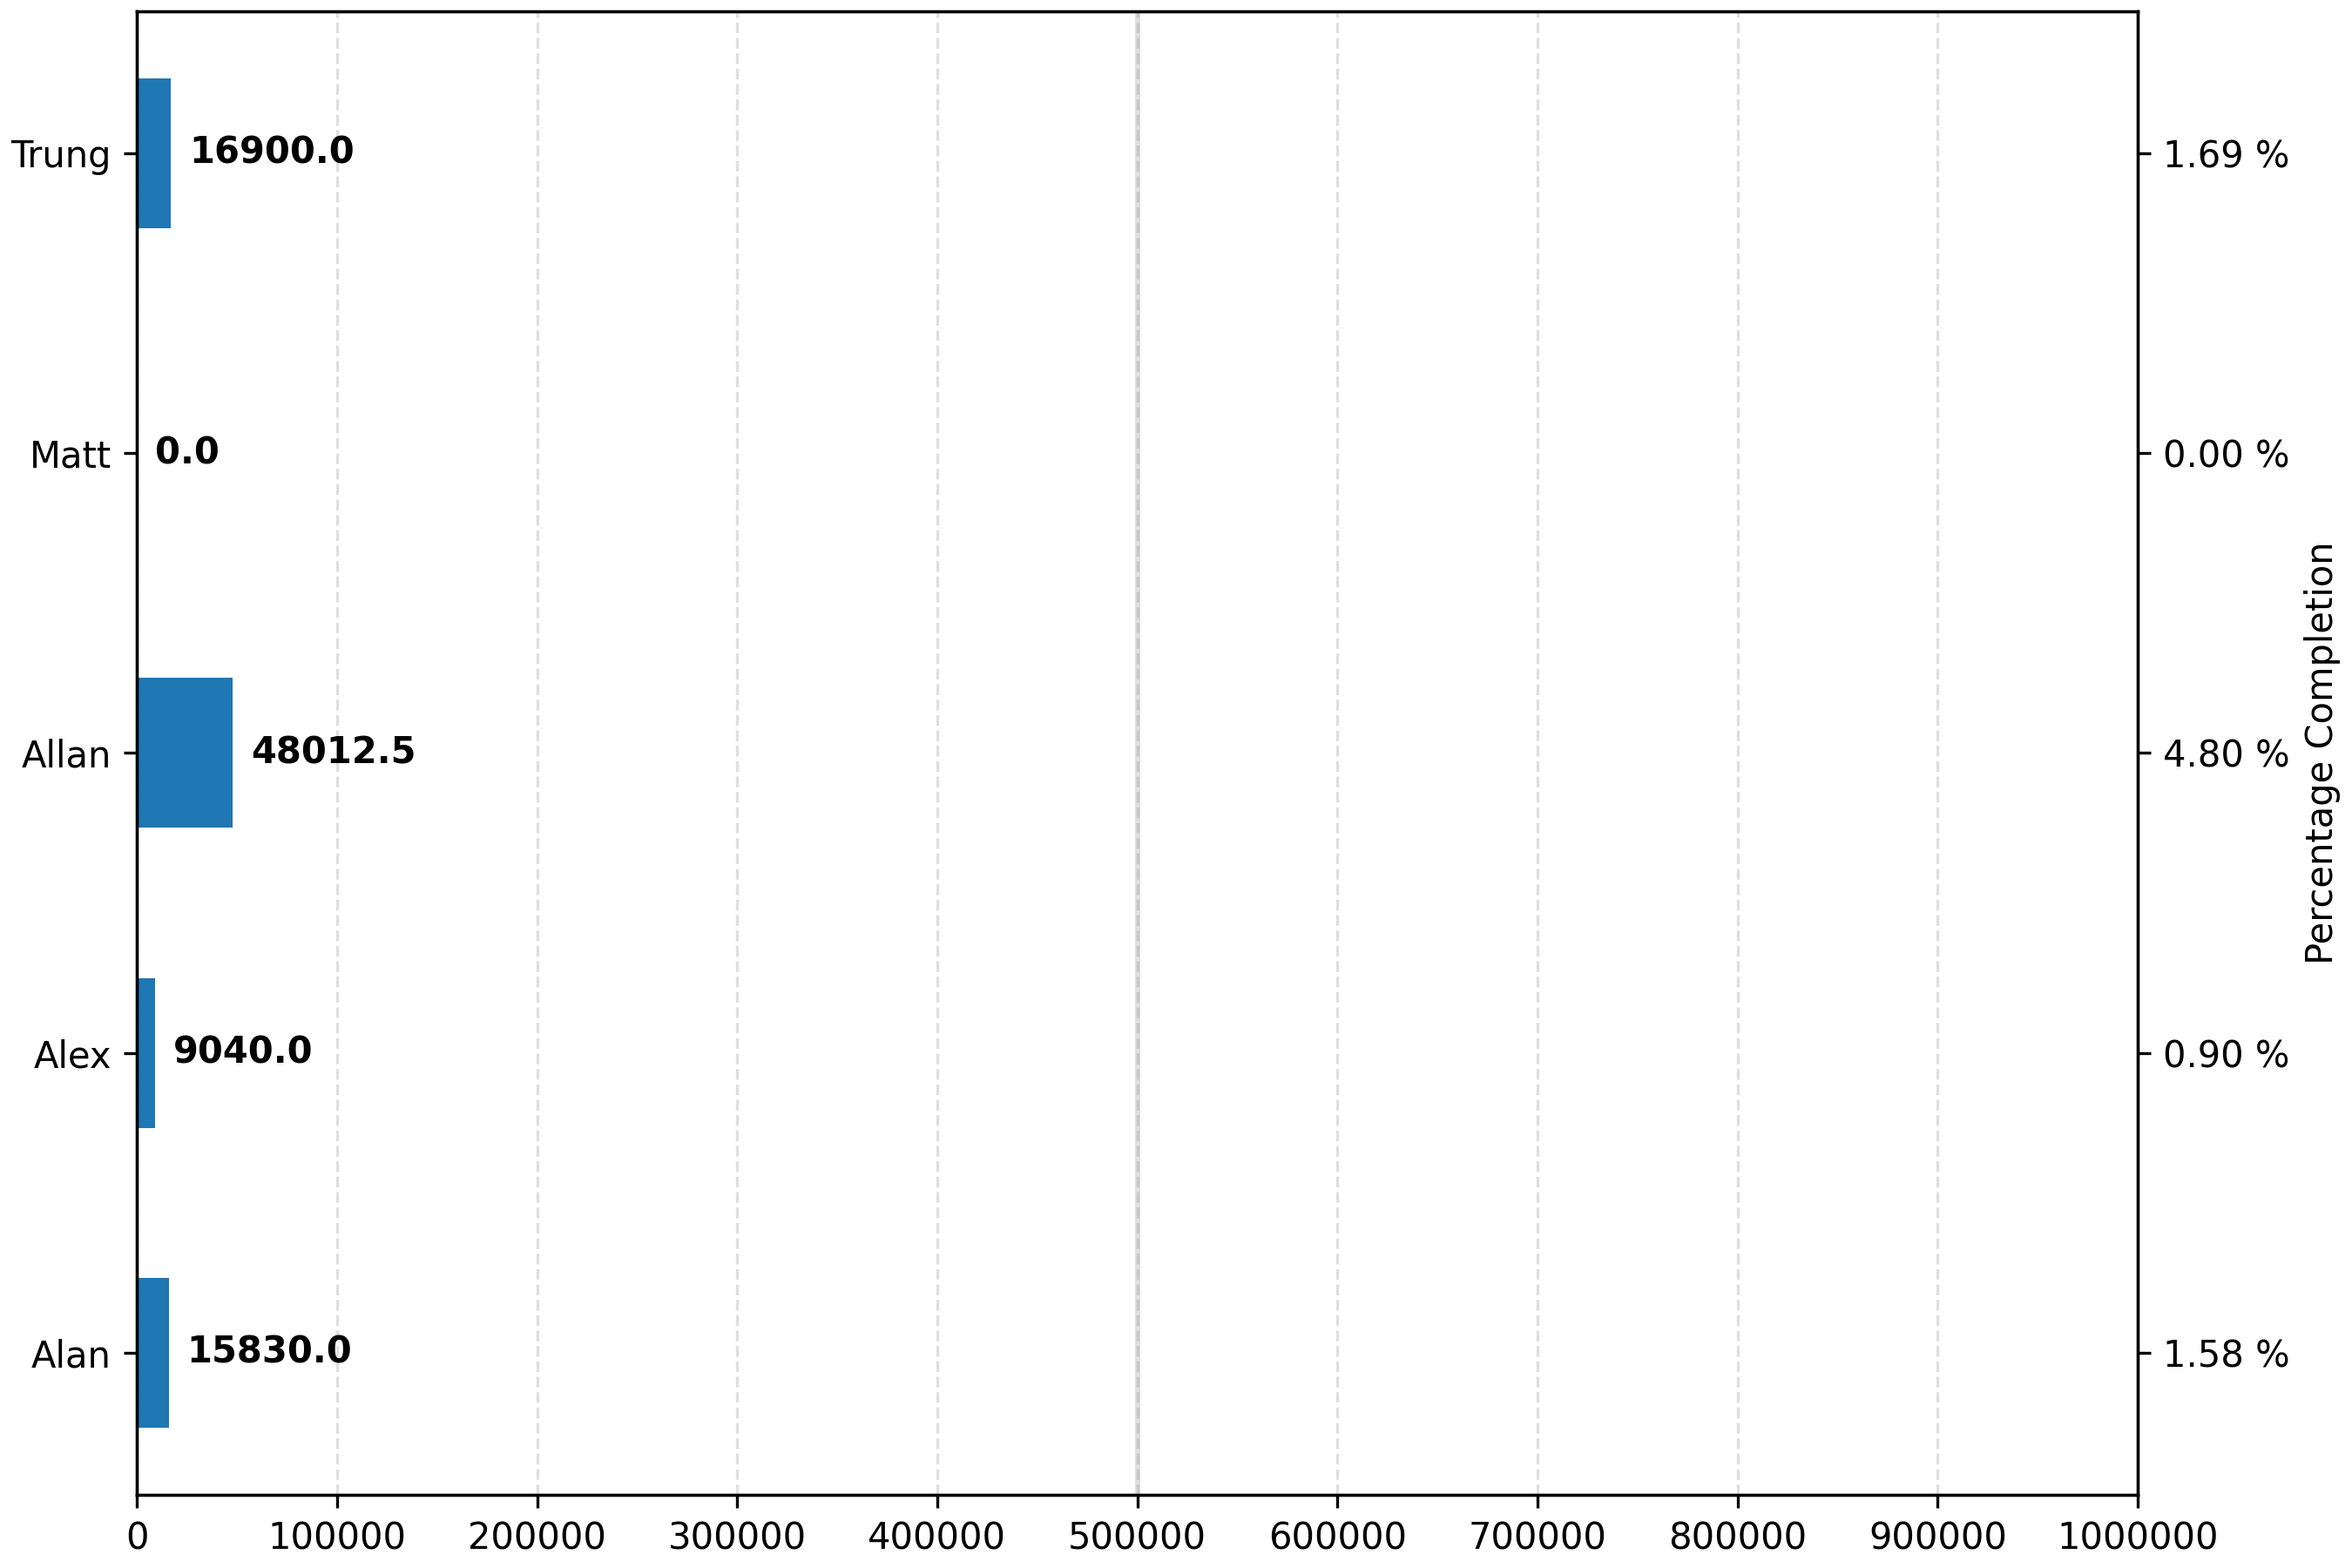 Trung 16900.0 1.69 %
Matt 0.0 0.00 %
Allan 48012.5 4.80 %
Alex 9040.0 0.90 %
Alan 15830.0 1.58 %
Percentage Completion
0 100000 200000 300000 400000 500000 600000 700000 800000 900000 1000000